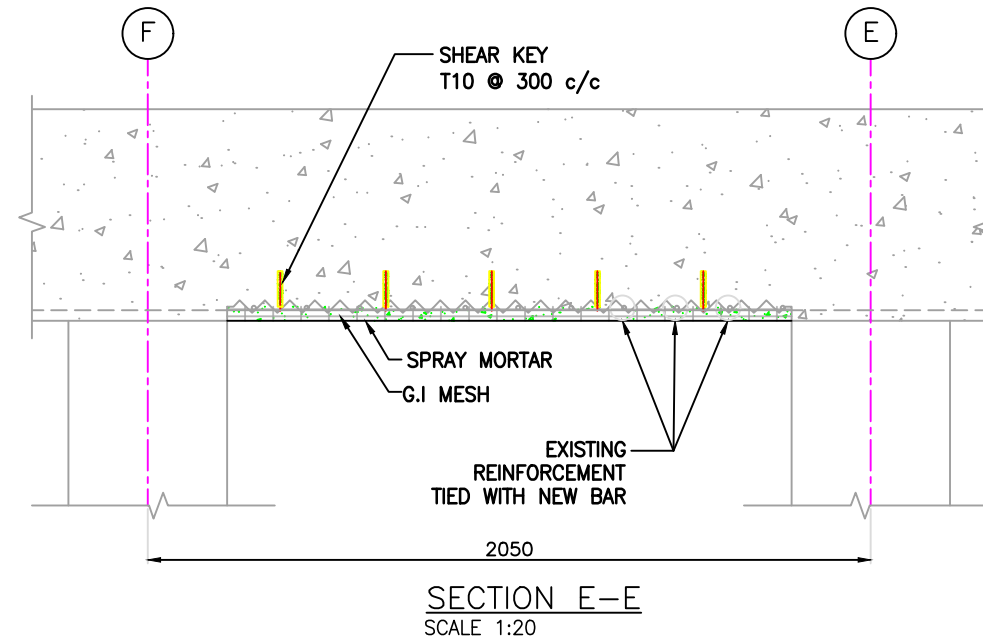 F
E
SHEAR KEY
T10 @ 300 c/c
SPRAY MORTAR
G.I MESH
EXISTING
REINFORCEMENT
TIED WITH NEW BAR
2050
SECTION E-E
SCALE 1:20